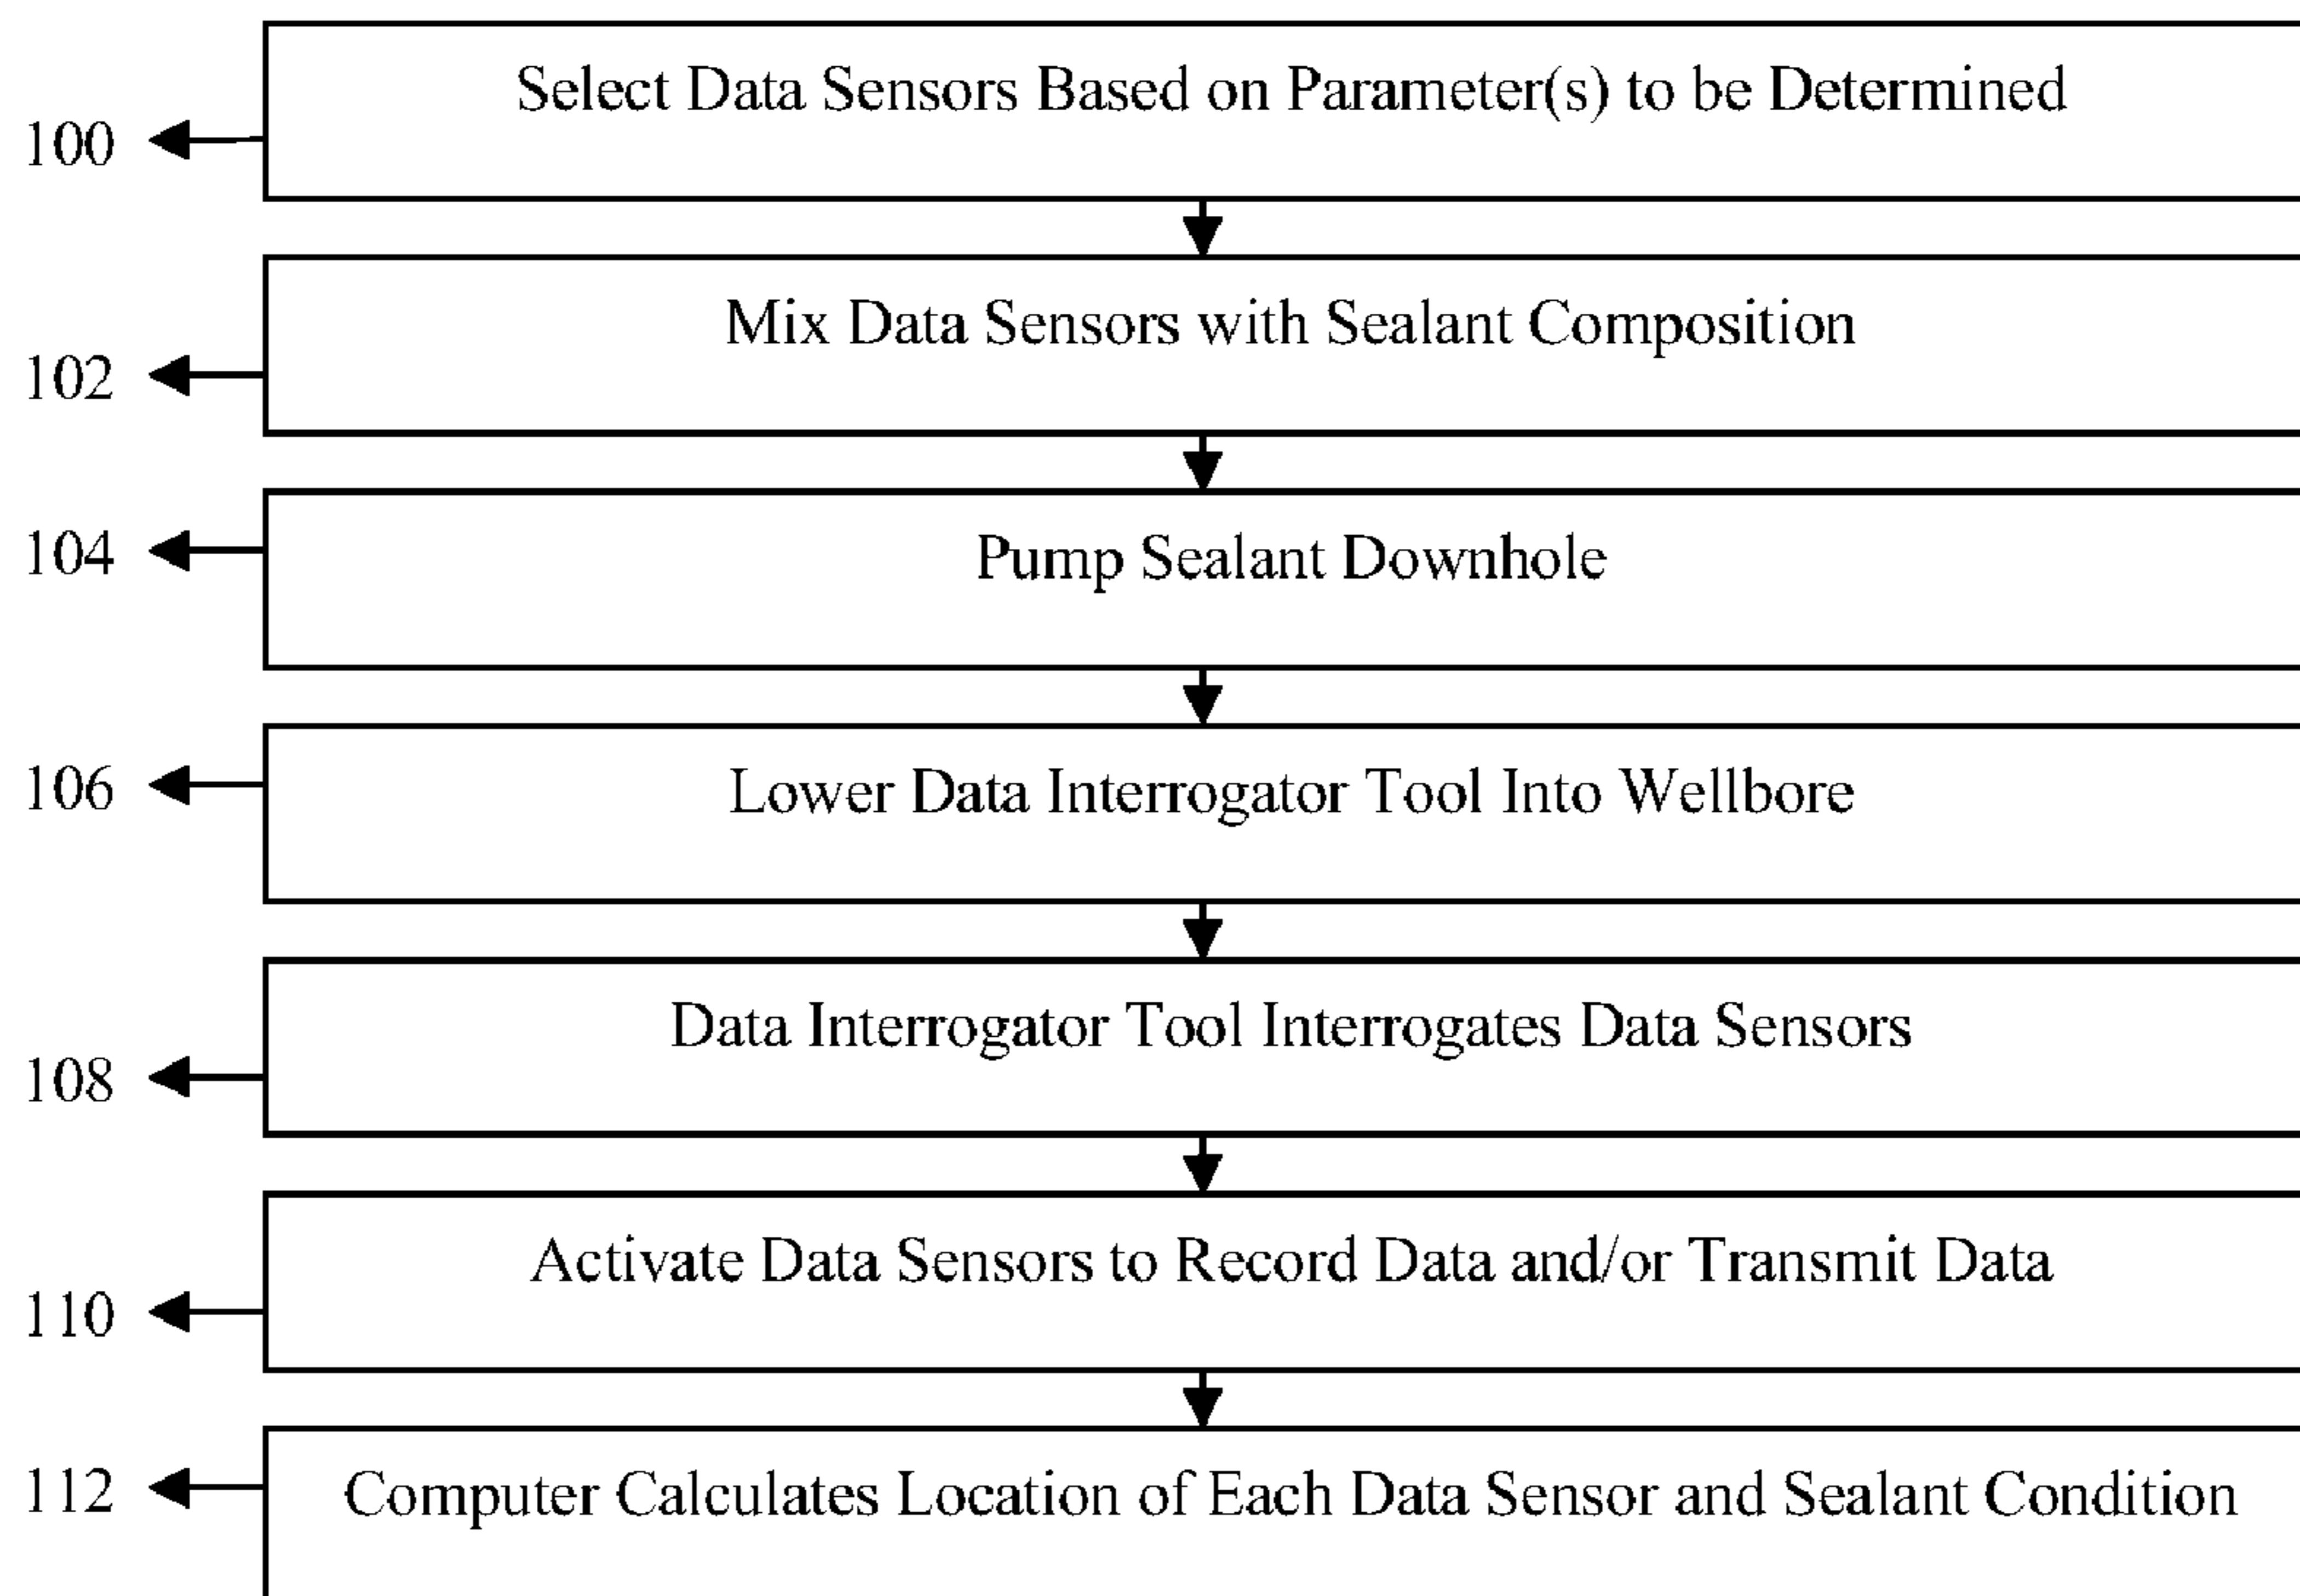 Select Data Sensors Based on Parameter(s) to be Determined
100
Mix Data Sensors with Sealant Composition
102
Pump Sealant Downhole
104
Lower Data Interrogator Tool Into Wellbore
106
Data Interrogator Tool Interrogates Data Sensors
108
Activate Data Sensors to Record Data and/or Transmit Data
110
Computer Calculates Location of Each Data Sensor and Sealant Condition
112